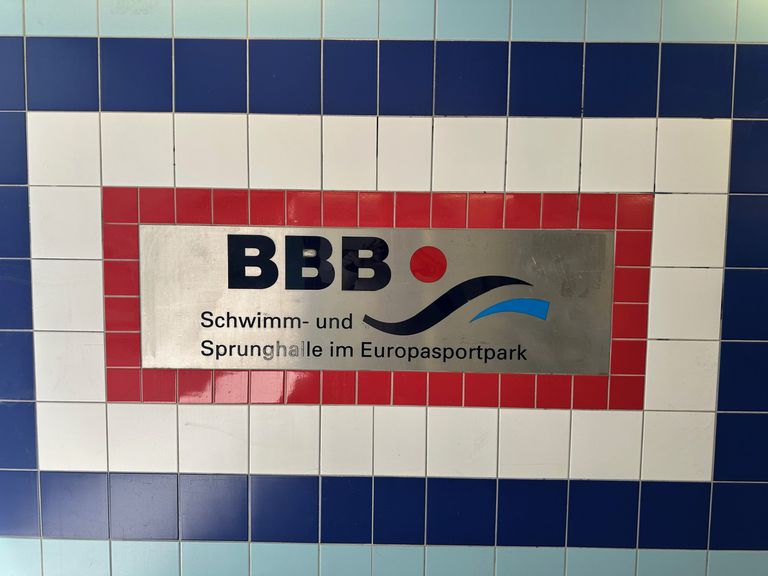 BBB
Schwimm- und
Sprunghalle im Europasportpark